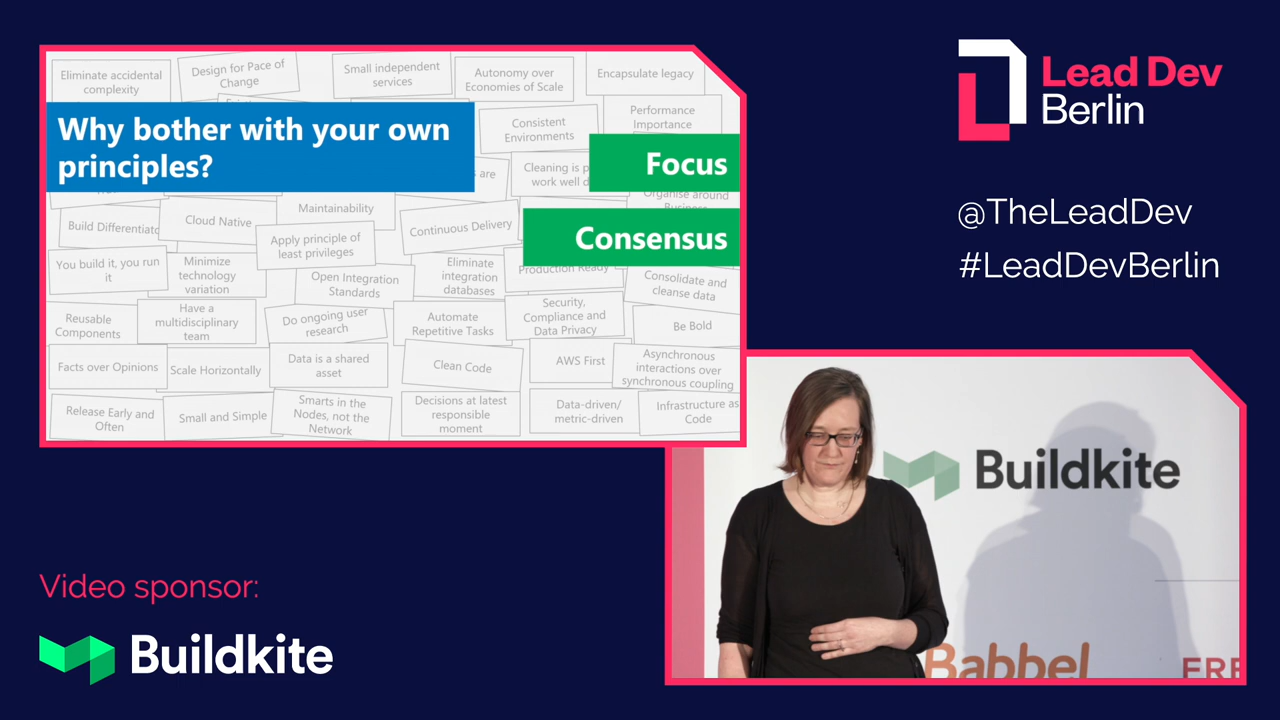 Eliminate accidental
complexity
Design for Pace of
Change
Small independent
services
Autonomy over
Economies of Scale
Encapsulate legacy
Why bother with your own
principles?
Consistent
Environments
Performance
Importance
Focus
Cleaning is
work well
are
Organise around
Consensus
Build
Cloud Native
Maintainability
Apply principle of
least privileges
Continuous Delivery
You build it, you run
it
Minimize
technology
variation
Open Integration
Standards
Eliminate
integration
databases
Production Ready
Consolidate and
cleanse data
Reusable
Components
Have a
multidisciplinary
team
Do ongoing user
research
Automate
Repetitive Tasks
Security,
Compliance and
Data Privacy
Be Bold
Facts over Opinions
Scale Horizontally
Data is a shared
asset
Clean Code
AWS First
Asynchronous
interactions over
synchronous coupling
Release Early and
Often
Small and Simple
Smarts in the
Nodes, not the
Network
Decisions at latest
responsible
moment
Data-driven/
metric-driven
Infrastructure as
Code
Lead Dev
Berlin
@TheLeadDev
#LeadDevBerlin
Buildkite
Babbel
Video sponsor:
Buildkite